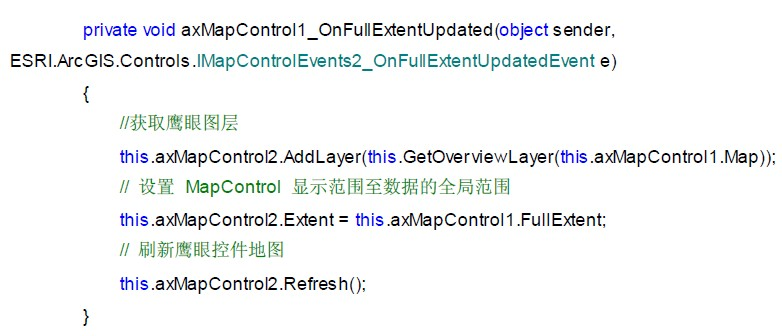 private void axMapControl1_OnFullExtentUpdated(object sender,
ESRI.ArcGIS.Controls.IMapControlEvents2_OnFullExtentUpdatedEvent e)
{
//获取鹰眼图层
this.axMapControl2.AddLayer(this.GetOverviewLayer(this.axMapControl1.Map));
// 设置 MapControl 显示范围至数据的全局范围
this.axMapControl2.Extent = this.axMapControl1.FullExtent;
// 刷新鹰眼控件地图
this.axMapControl2.Refresh();
}